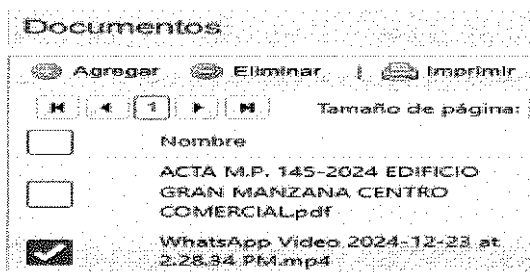 Documentos
Agregar Eliminar | Imprimir
1 Tamaño de página:
Nombre
ACTA M.P. 145-2024 EDIFICIO
GRAN MANZANA CENTRO
COMERCIAL.pdf
WhatsApp Video 2024-12-23 at
2.28.34 PM.mp4